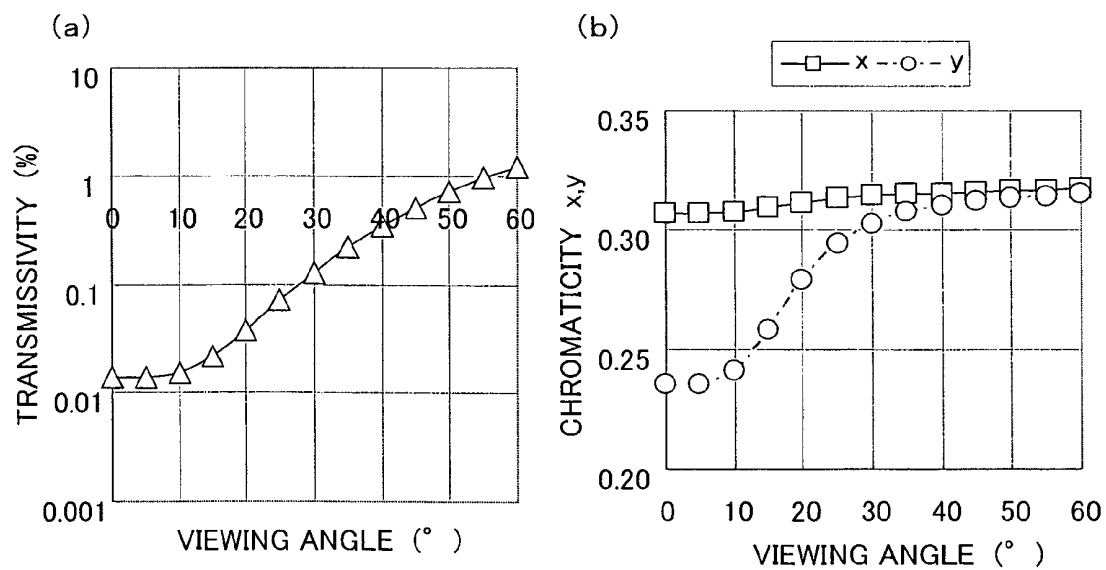 (a)
10
1
0.1
0.01
0.001
0 10 20 30 40 50 60
TRANSMISSIVITY (%)
VIEWING ANGLE (° )
(b)
x y
0.35
0.30
0.25
0.20
0 10 20 30 40 50 60
CHROMATICITY x,y
VIEWING ANGLE (° )